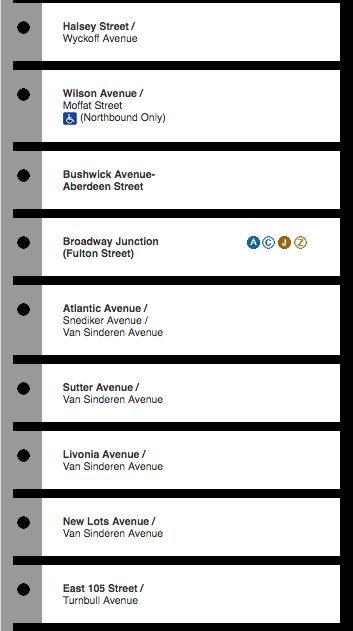 Halsey Street /
Wyckoff Avenue
Wilson Avenue /
Moffat Street
(Northbound Only)
Bushwick Avenue-
Aberdeen Street
Broadway Junction A C J Z
(Fulton Street)
Atlantic Avenue /
Snediker Avenue /
Van Sinderen Avenue
Sutter Avenue /
Van Sinderen Avenue
Livonia Avenue /
Van Sinderen Avenue
New Lots Avenue /
Van Sinderen Avenue
East 105 Street /
Turnbull Avenue